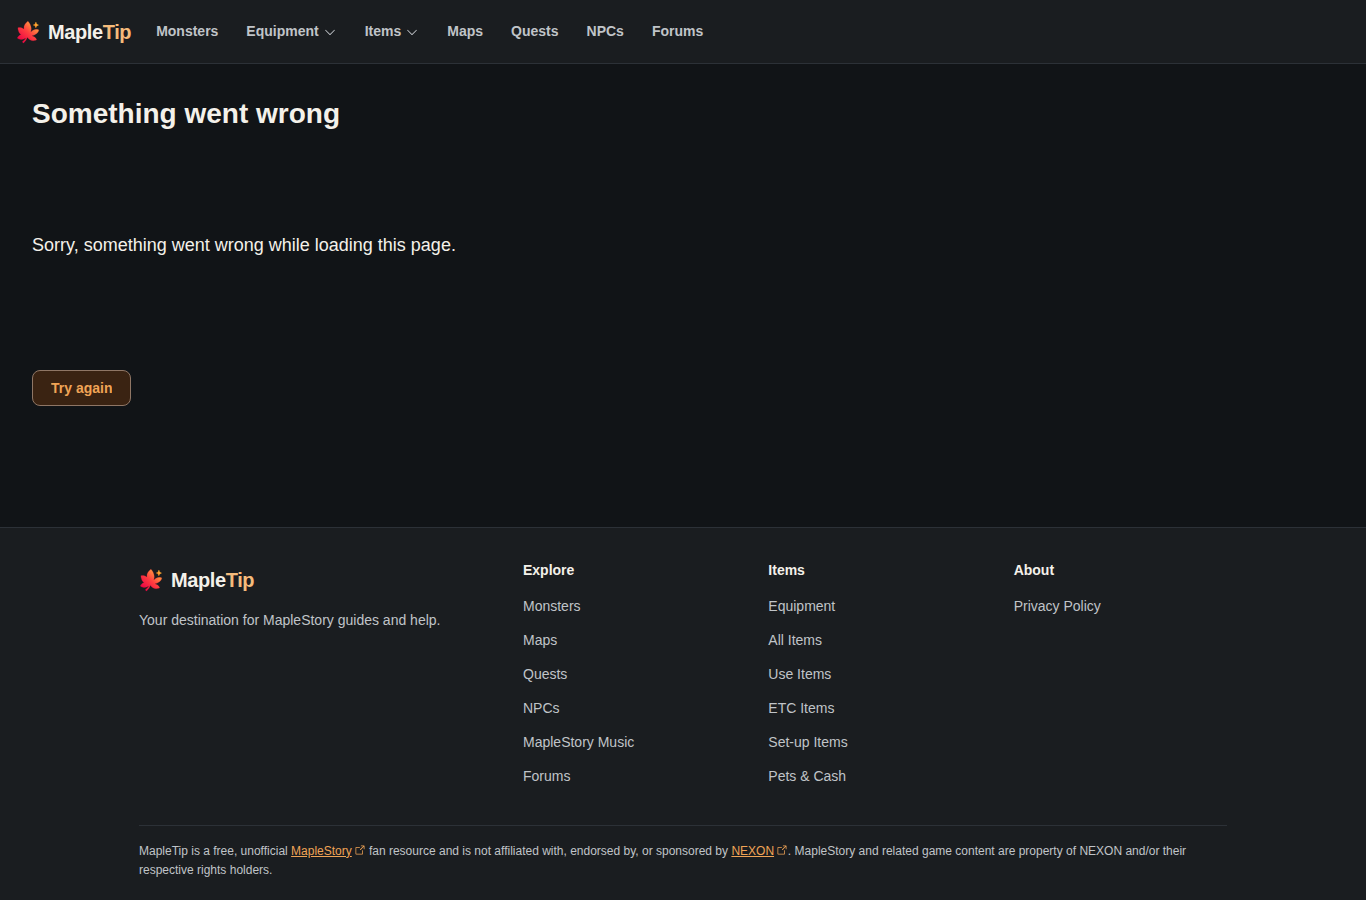 MapleTip
Monsters
Equipment
Items
Maps
Quests
NPCs
Forums
Something went wrong
Sorry, something went wrong while loading this page.
Try again
MapleTip
Your destination for MapleStory guides and help.
Explore
Monsters
Maps
Quests
NPCs
MapleStory Music
Forums
Items
Equipment
All Items
Use Items
ETC Items
Set-up Items
Pets & Cash
About
Privacy Policy
MapleTip is a free, unofficial MapleStory fan resource and is not affiliated with, endorsed by, or sponsored by NEXON. MapleStory and related game content are property of NEXON and/or their
respective rights holders.